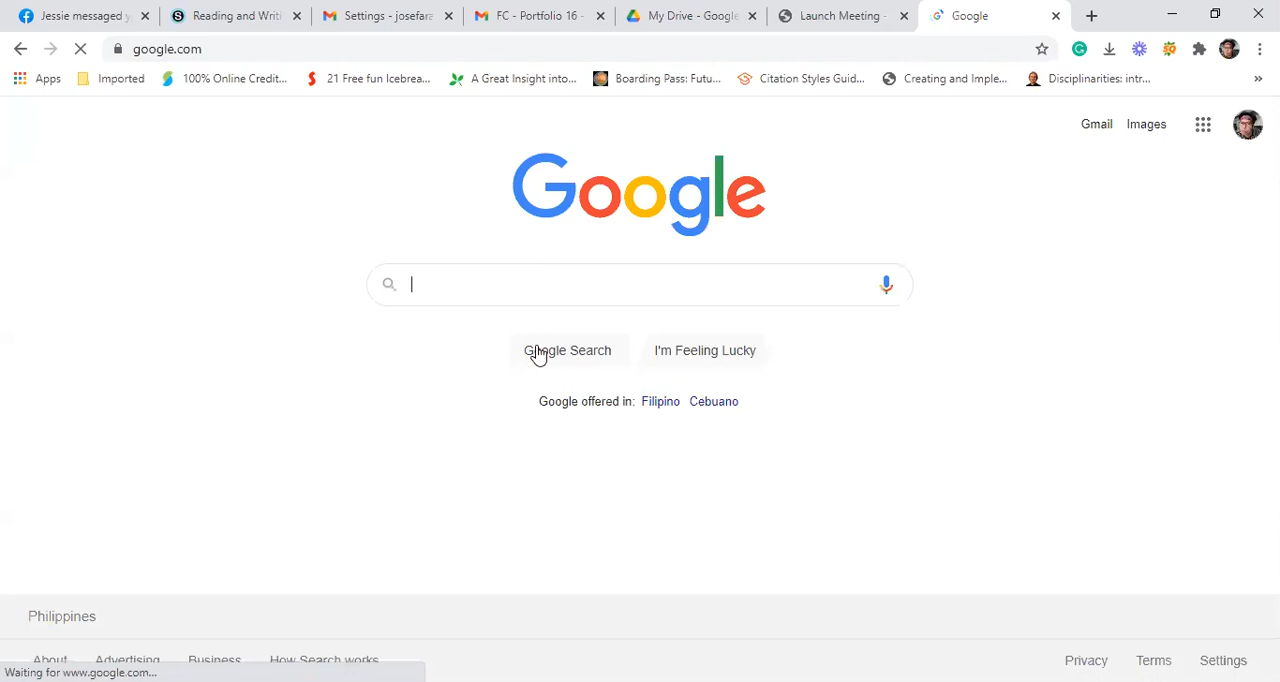 Jessie messaged y
Reading and Writi
Settings - josefara
FC - Portfolio 16 -
My Drive - Google
Launch Meeting -
Google
google.com
Apps
Imported
100% Online Credit...
21 Free fun Icebrea...
A Great Insight into...
Boarding Pass: Futu...
Citation Styles Guid...
Creating and Imple...
Disciplinarities: intr...
»
Gmail
Images
Google
Google Search
I'm Feeling Lucky
Google offered in: Filipino Cebuano
Philippines
About
Advertising
Business
How Search works
Privacy
Terms
Settings
Waiting for www.google.com...